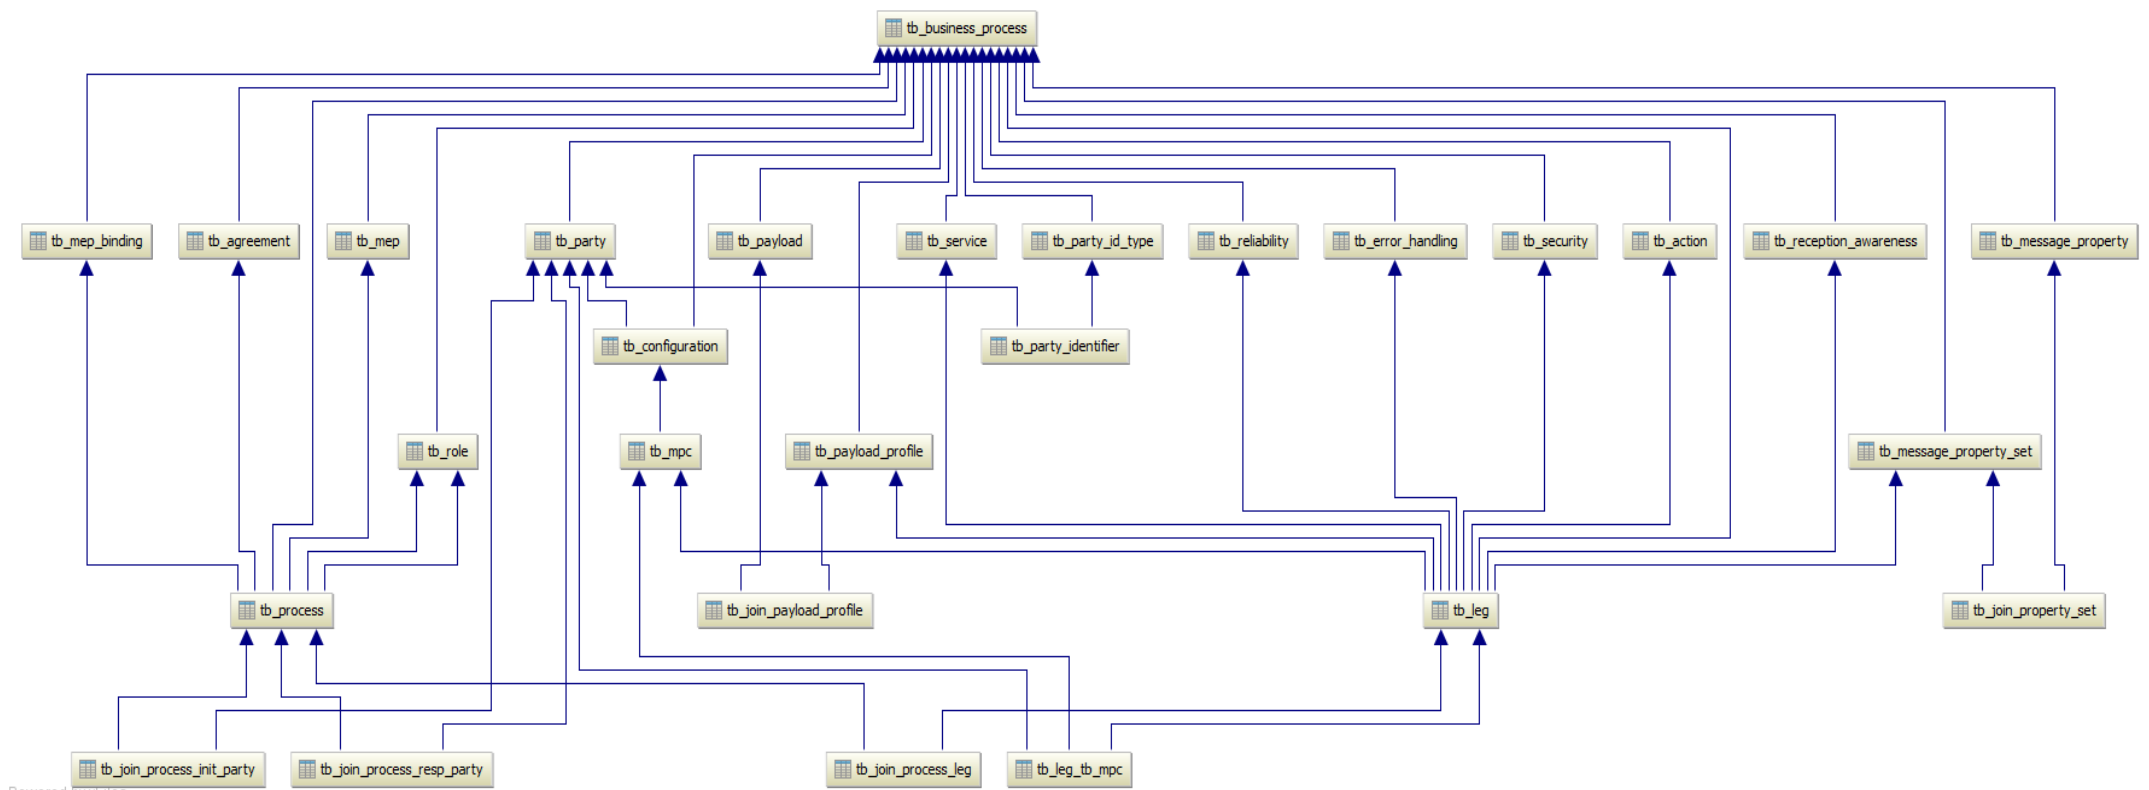 tb_business_process
tb_mep_binding
tb_agreement
tb_mep
tb_party
tb_payload
tb_service
tb_party_id_type
tb_reliability
tb_error_handling
tb_security
tb_action
tb_reception_awareness
tb_message_property
tb_configuration
tb_party_identifier
tb_role
tb_mpc
tb_payload_profile
tb_message_property_set
tb_process
tb_join_payload_profile
tb_leg
tb_join_property_set
tb_join_process_init_party
tb_join_process_resp_party
tb_join_process_leg
tb_leg_tb_mpc